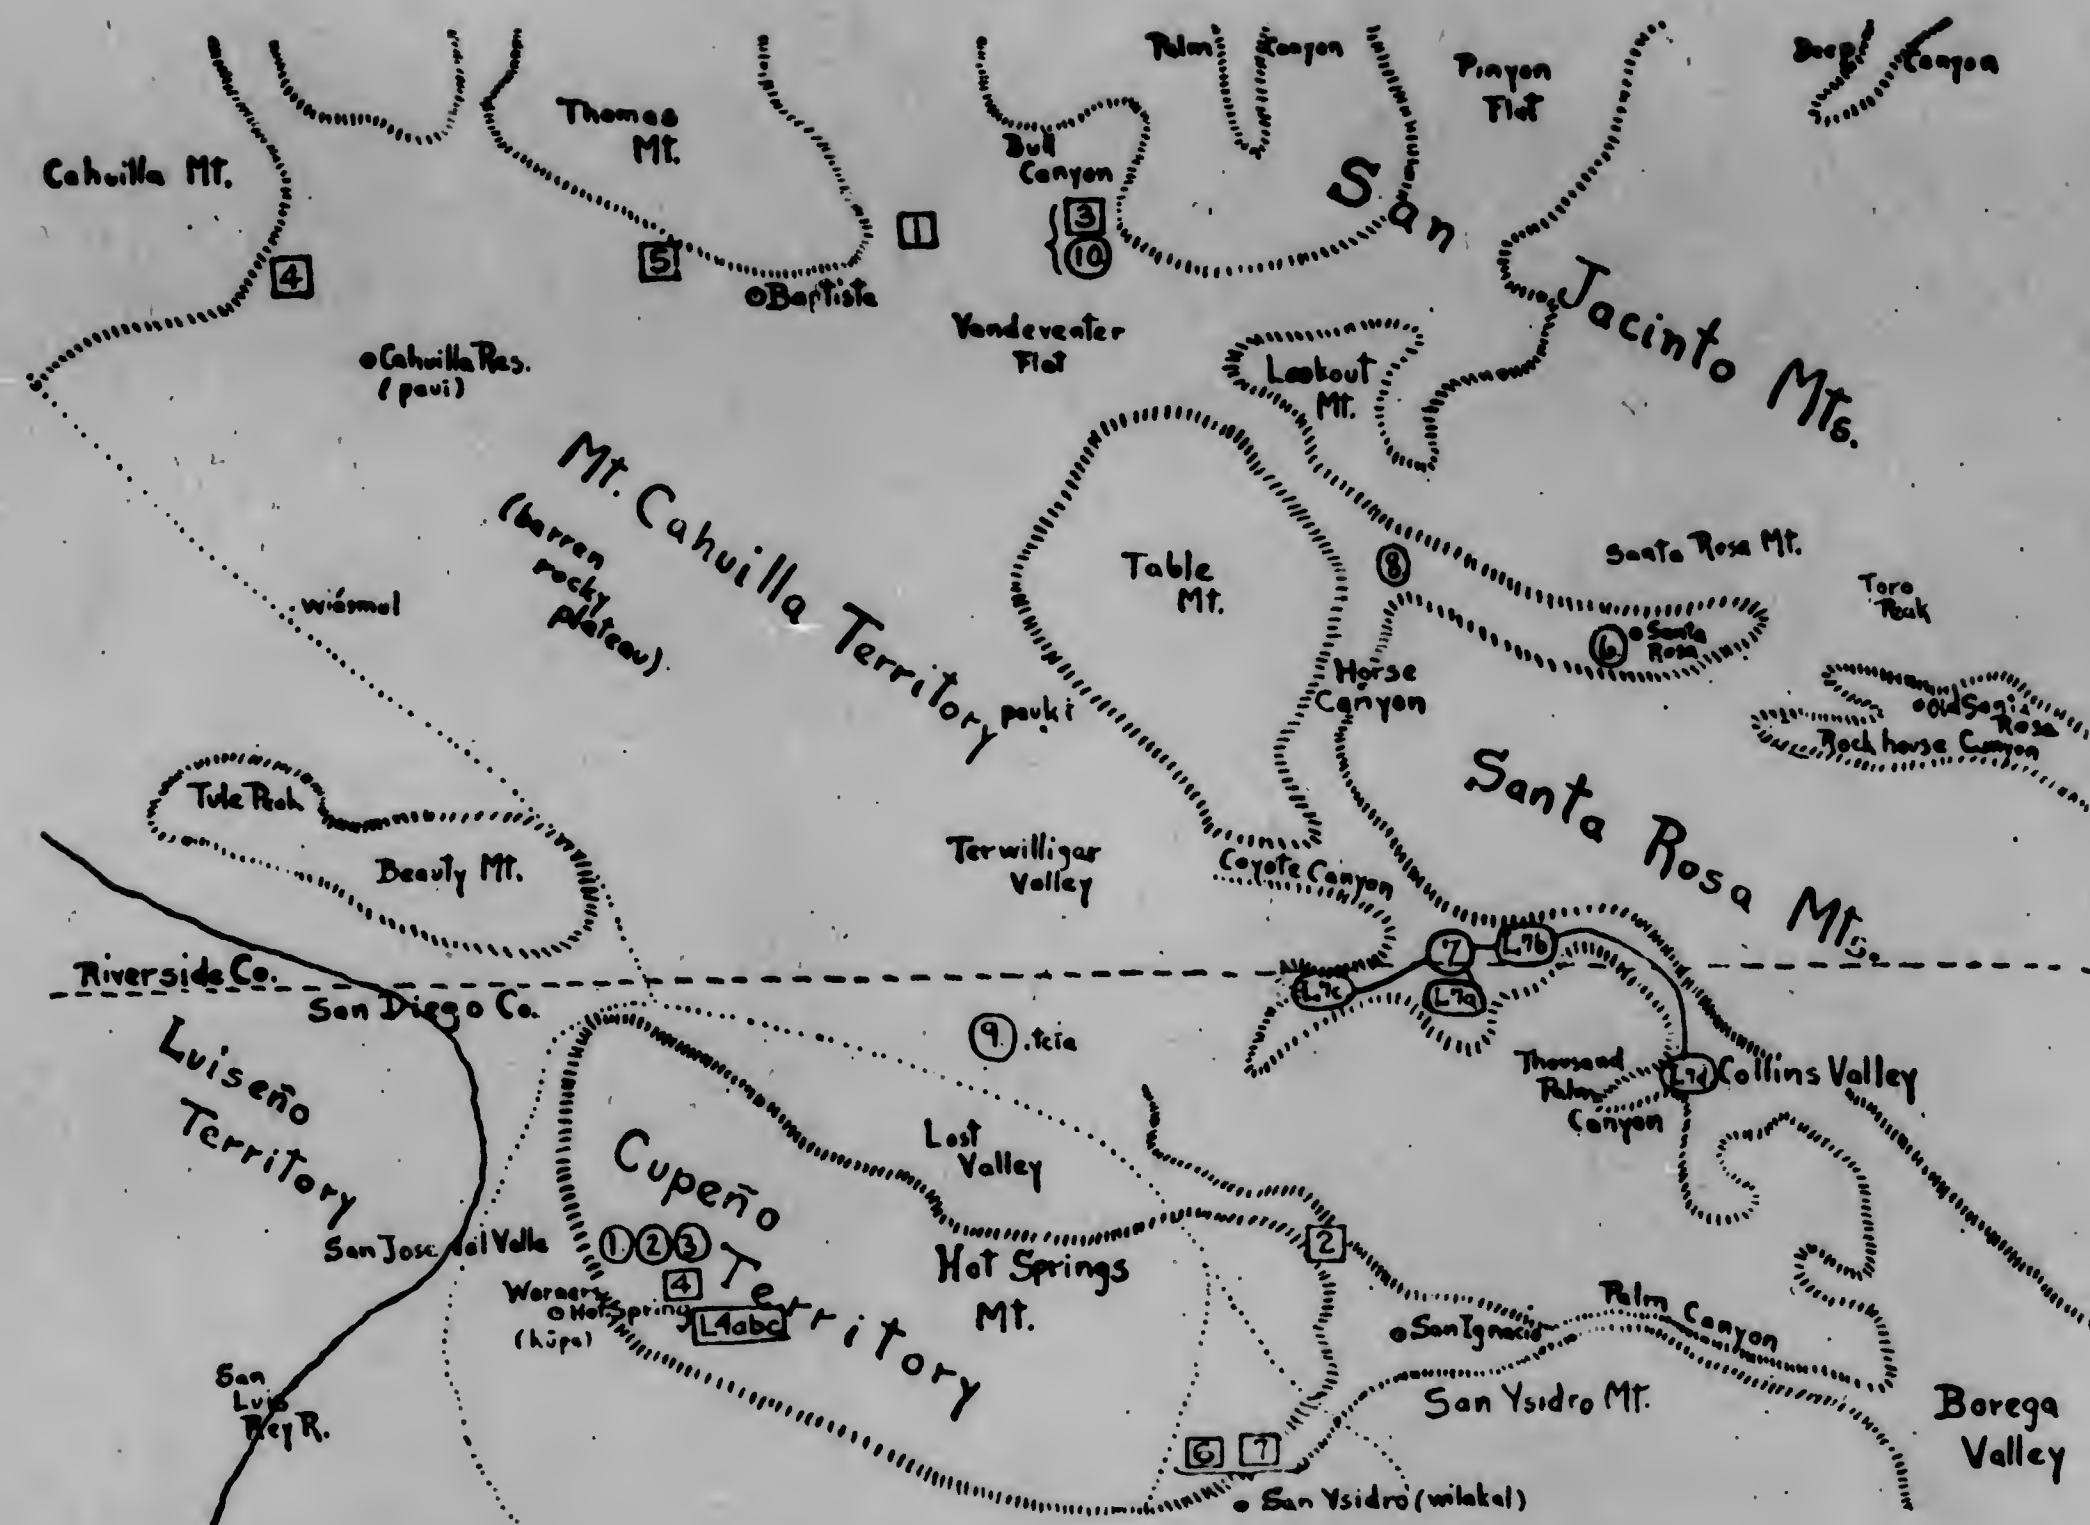 Palm Canyon
Deep Canyon
Pinyon
Flat
Thomas
Mt.
Bull
Canyon
Cahuilla Mt.
San Jacinto Mts.
1
3
10
4
5
Baptiste
Vandeventer
Flat
Cahuilla Res.
(paui)
Lookout
Mt.
Mt. Cahuilla Territory
(barren
rocky
plateau)
Table
Mt.
8
Santa Rosa Mt.
Toro
Peak
wiásmal
6
Santa
Rosa
Horse
Canyon
pauki
Old Santa
Rosa
Rockhouse Canyon
Santa Rosa Mts.
Tule Peak
Beauty Mt.
Terwilligar
Valley
Coyote Canyon
7
L7b
L7c
L7a
Riverside Co.
San Diego Co.
9
.tcia
Luiseño
Territory
Thousand
Palm
Canyon
L7d
Collins Valley
Lost
Valley
Cupeño
Territory
San Jose del Valle
1 2 3
4
L4abc
Warners
Hot Spring
(kúpa)
Hot Springs
Mt.
2
San Ignacio
Palm Canyon
San Ysidro Mt.
Borega
Valley
San
Luis
Rey R.
6 7
San Ysidro (wilakal)